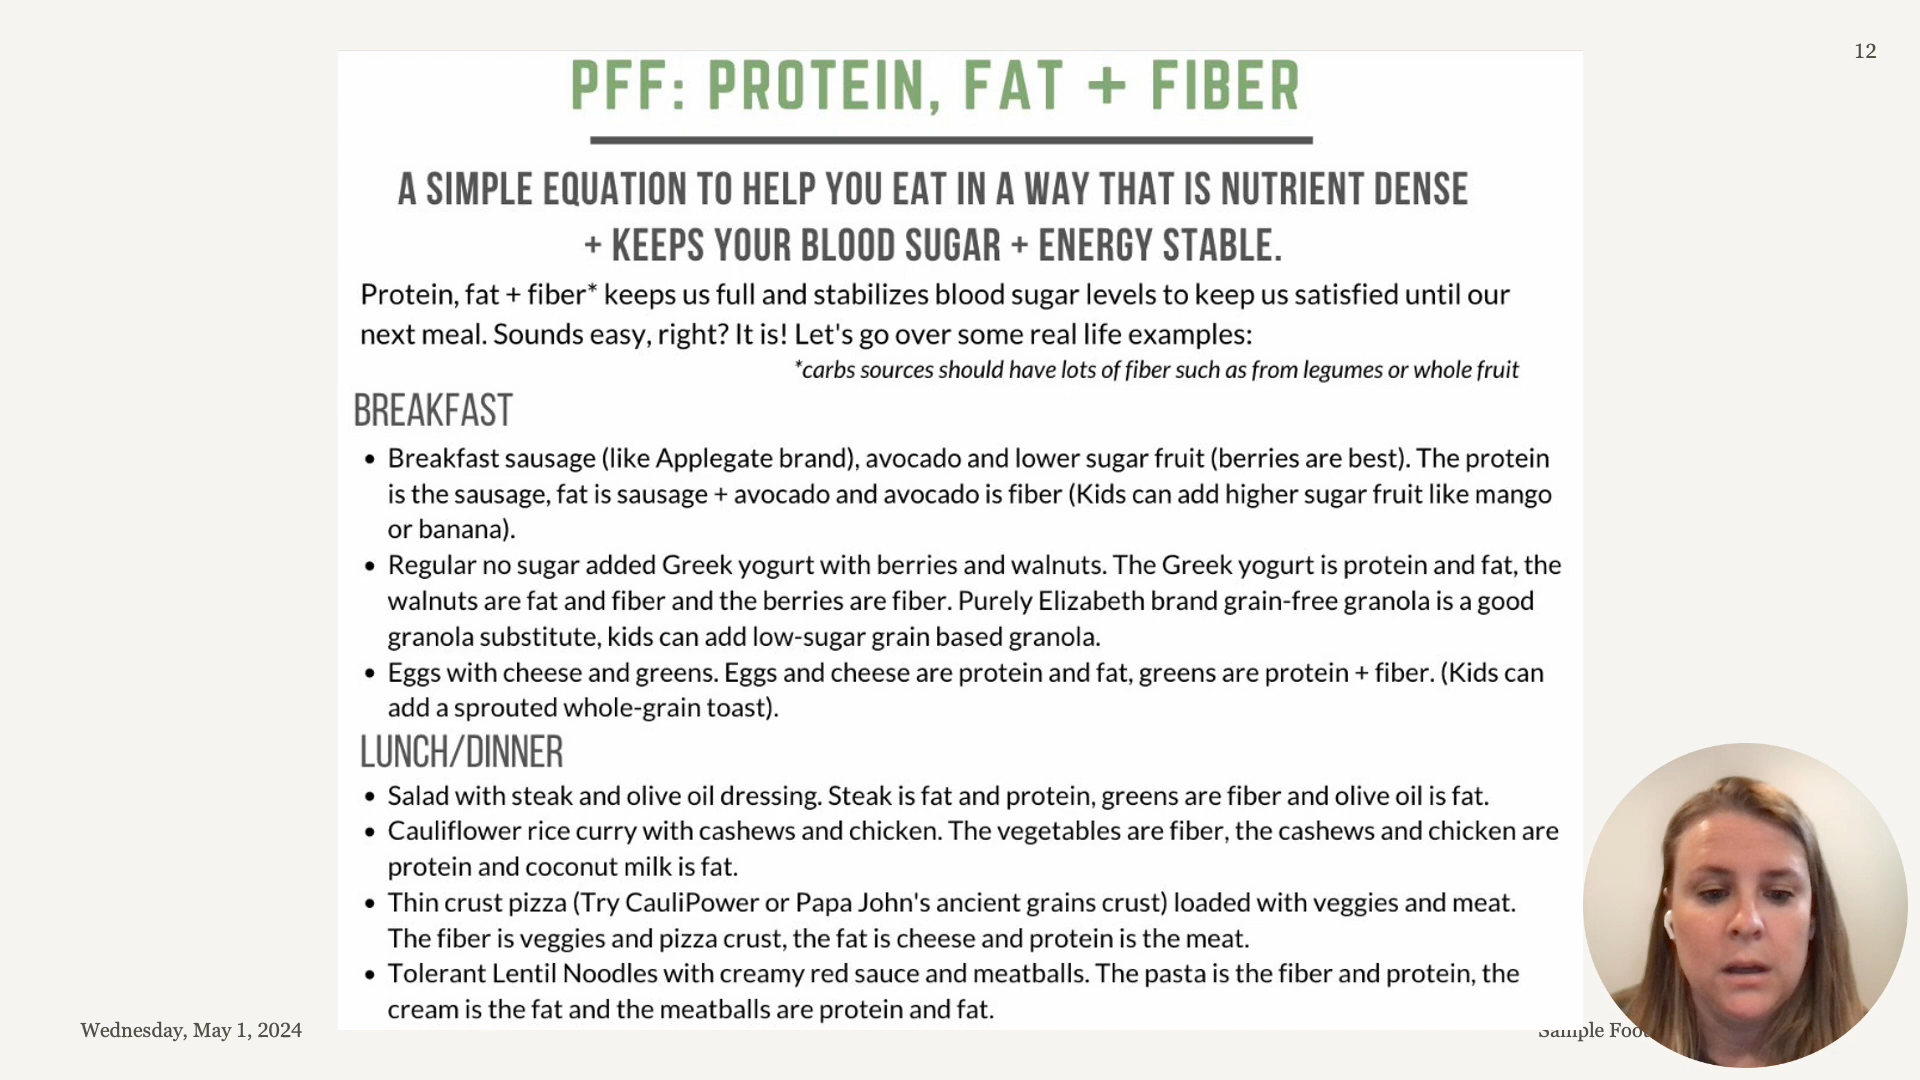 12
PFF: PROTEIN, FAT + FIBER
A SIMPLE EQUATION TO HELP YOU EAT IN A WAY THAT IS NUTRIENT DENSE
+ KEEPS YOUR BLOOD SUGAR + ENERGY STABLE.
Protein, fat + fiber* keeps us full and stabilizes blood sugar levels to keep us satisfied until our
next meal. Sounds easy, right? It is! Let's go over some real life examples:
*carbs sources should have lots of fiber such as from legumes or whole fruit
BREAKFAST
• Breakfast sausage (like Applegate brand), avocado and lower sugar fruit (berries are best). The protein
is the sausage, fat is sausage + avocado and avocado is fiber (Kids can add higher sugar fruit like mango
or banana).
• Regular no sugar added Greek yogurt with berries and walnuts. The Greek yogurt is protein and fat, the
walnuts are fat and fiber and the berries are fiber. Purely Elizabeth brand grain-free granola is a good
granola substitute, kids can add low-sugar grain based granola.
• Eggs with cheese and greens. Eggs and cheese are protein and fat, greens are protein + fiber. (Kids can
add a sprouted whole-grain toast).
LUNCH/DINNER
• Salad with steak and olive oil dressing. Steak is fat and protein, greens are fiber and olive oil is fat.
• Cauliflower rice curry with cashews and chicken. The vegetables are fiber, the cashews and chicken are
protein and coconut milk is fat.
• Thin crust pizza (Try CauliPower or Papa John's ancient grains crust) loaded with veggies and meat.
The fiber is veggies and pizza crust, the fat is cheese and protein is the meat.
• Tolerant Lentil Noodles with creamy red sauce and meatballs. The pasta is the fiber and protein, the
cream is the fat and the meatballs are protein and fat.
Wednesday, May 1, 2024
Sample